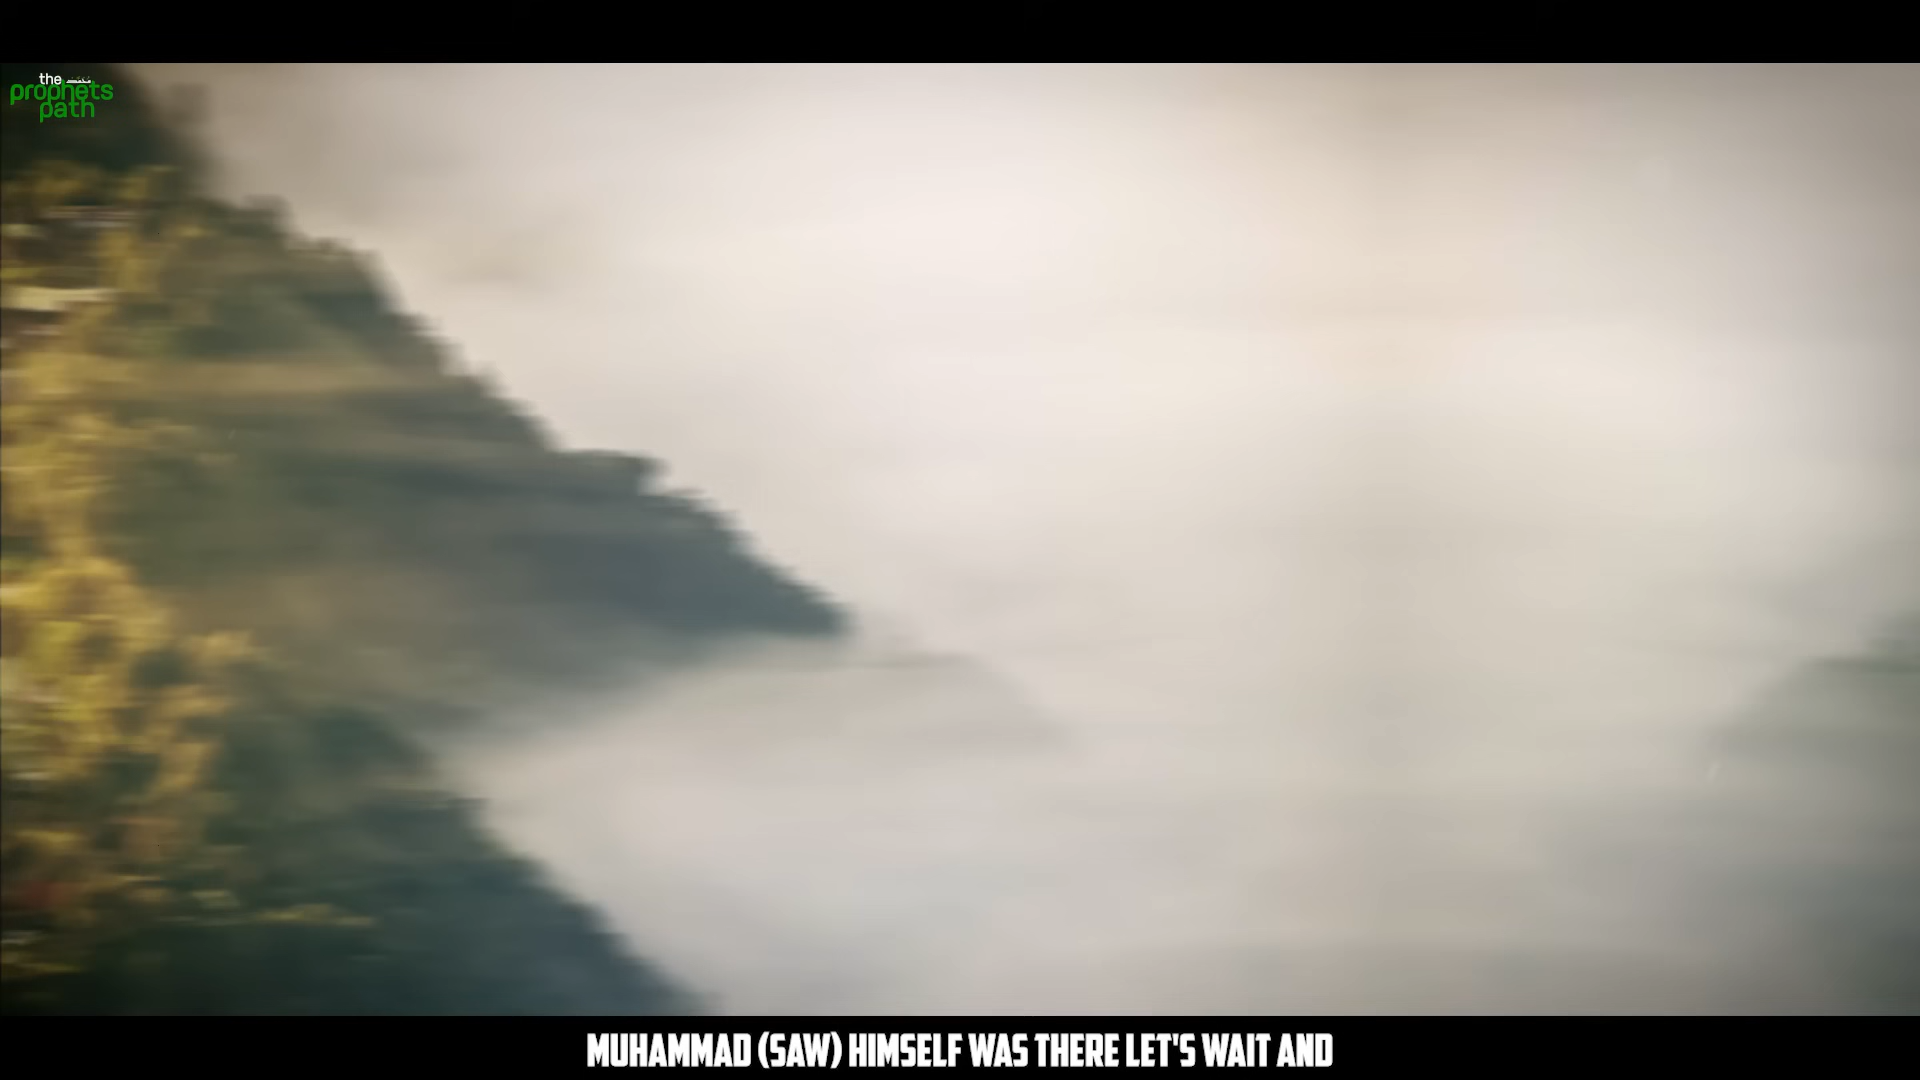 the
prophets
path
MUHAMMAD (SAW) HIMSELF WAS THERE LET'S WAIT AND